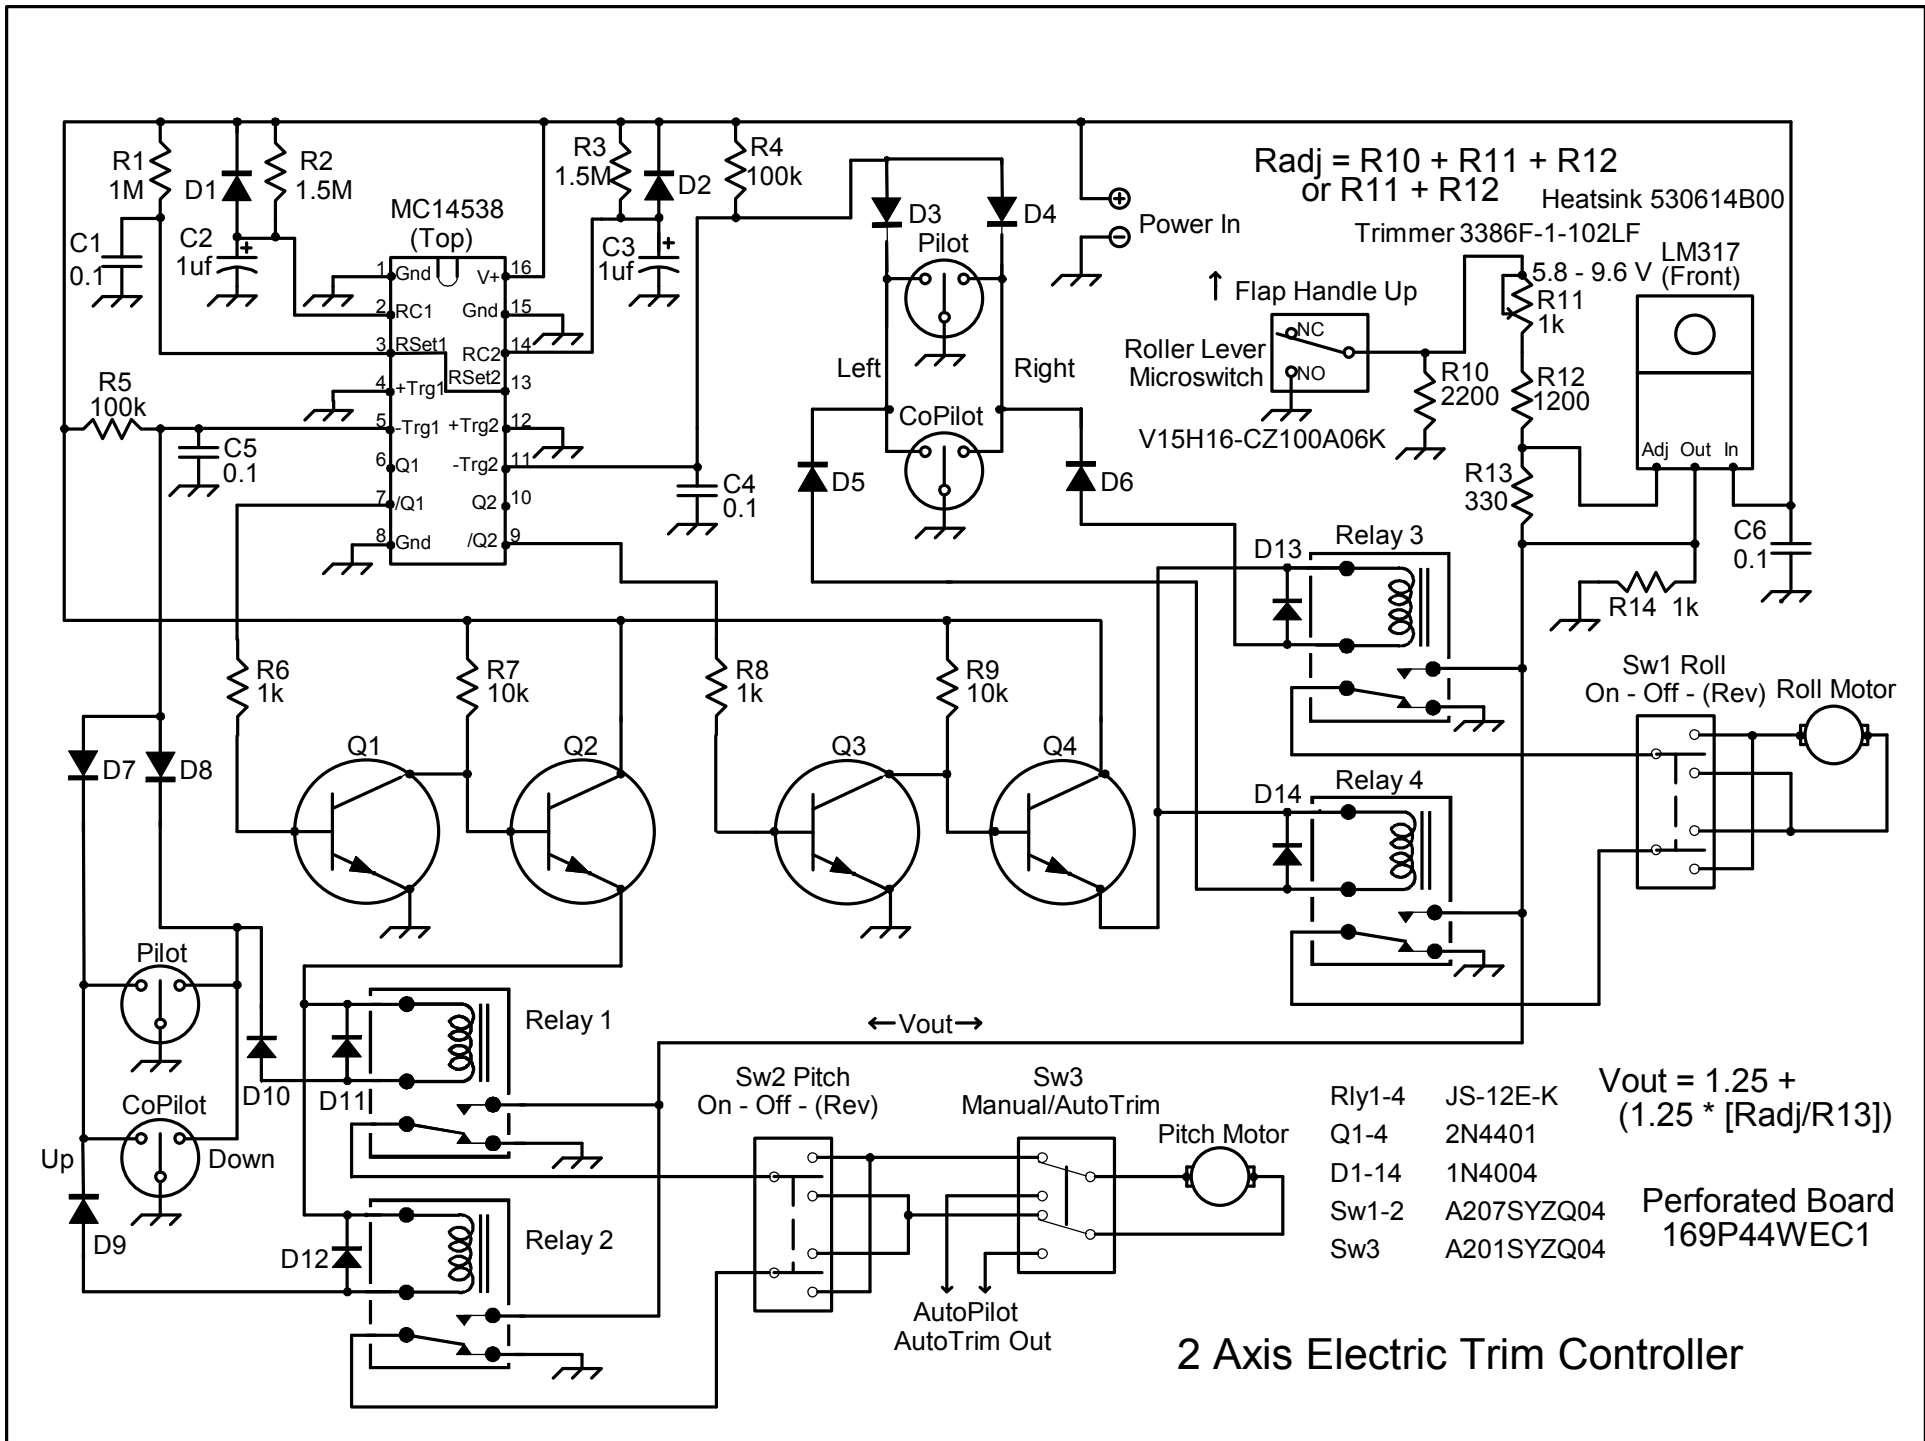 R1
1M
D1
R2
1.5M
R3
1.5M
D2
R4
100k
C1
0.1
C2
1uf
+
MC14538
(Top)
C3
1uf
+
1
Gnd
V+
16
2
RC1
Gnd
15
3
RSet1
RC2
14
RSet2
13
4
+Trg1
+Trg2
12
5
-Trg1
-Trg2
11
6
Q1
Q2
10
7
/Q1
/Q2
9
8
Gnd
R5
100k
C5
0.1
C4
0.1
D3
D4
Pilot
Left
Right
CoPilot
D5
D6
Power In
Radj = R10 + R11 + R12
or R11 + R12
Heatsink 530614B00
Trimmer 3386F-1-102LF
LM317
(Front)
5.8 - 9.6 V
↑ Flap Handle Up
R11
1k
NC
Roller Lever
Microswitch
NO
R10
2200
R12
1200
V15H16-CZ100A06K
Adj Out In
R13
330
C6
0.1
R14 1k
D13
Relay 3
R6
1k
R7
10k
R8
1k
R9
10k
Sw1 Roll
On - Off - (Rev)
Roll Motor
D7
D8
Q1
Q2
Q3
Q4
D14
Relay 4
Pilot
Relay 1
←Vout→
D10
D11
CoPilot
Up
Down
D9
D12
Relay 2
Sw2 Pitch
On - Off - (Rev)
Sw3
Manual/AutoTrim
Pitch Motor
AutoPilot
AutoTrim Out
Rly1-4 JS-12E-K
Q1-4 2N4401
D1-14 1N4004
Sw1-2 A207SYZQ04
Sw3 A201SYZQ04
Vout = 1.25 +
(1.25 * [Radj/R13])
Perforated Board
169P44WEC1
2 Axis Electric Trim Controller